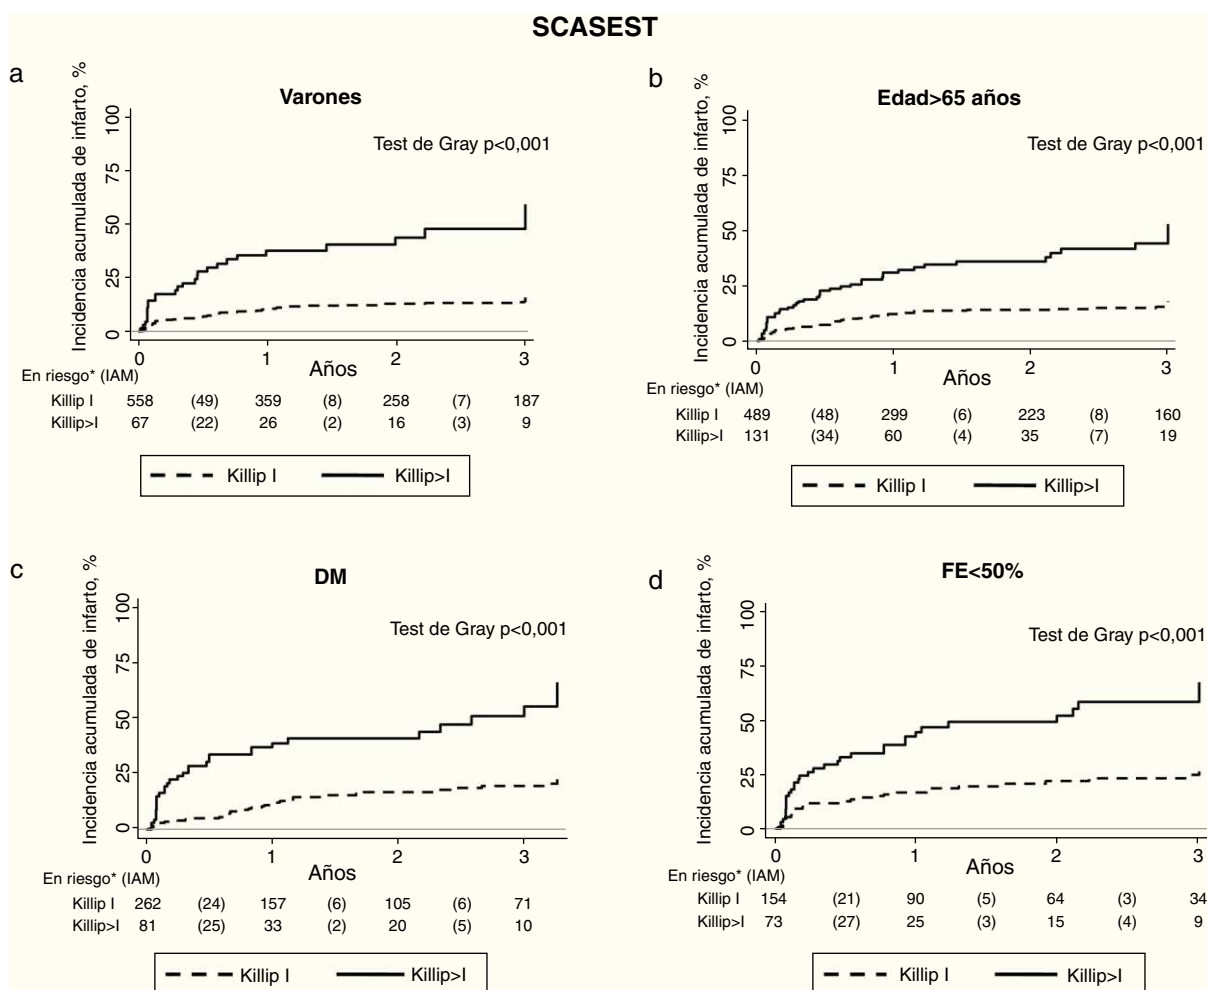 SCASEST
a
Varones
Incidencia acumulada de infarto, %
Test de Gray p<0,001
100
75
50
25
0
0 1 2 3
Años
En riesgo* (IAM)
Killip I 558 (49) 359 (8) 258 (7) 187
Killip>I 67 (22) 26 (2) 16 (3) 9
Killip I Killip>I
b
Edad>65 años
Incidencia acumulada de infarto, %
Test de Gray p<0,001
100
75
50
25
0
0 1 2 3
Años
En riesgo* (IAM)
Killip I 489 (48) 299 (6) 223 (8) 160
Killip>I 131 (34) 60 (4) 35 (7) 19
Killip I Killip>I
c
DM
Incidencia acumulada de infarto, %
Test de Gray p<0,001
100
75
50
25
0
0 1 2 3
Años
En riesgo* (IAM)
Killip I 262 (24) 157 (6) 105 (6) 71
Killip>I 81 (25) 33 (2) 20 (5) 10
Killip I Killip>I
d
FE<50%
Incidencia acumulada de infarto, %
Test de Gray p<0,001
100
75
50
25
0
0 1 2 3
Años
En riesgo* (IAM)
Killip I 154 (21) 90 (5) 64 (3) 34
Killip>I 73 (27) 25 (3) 15 (4) 9
Killip I Killip>I